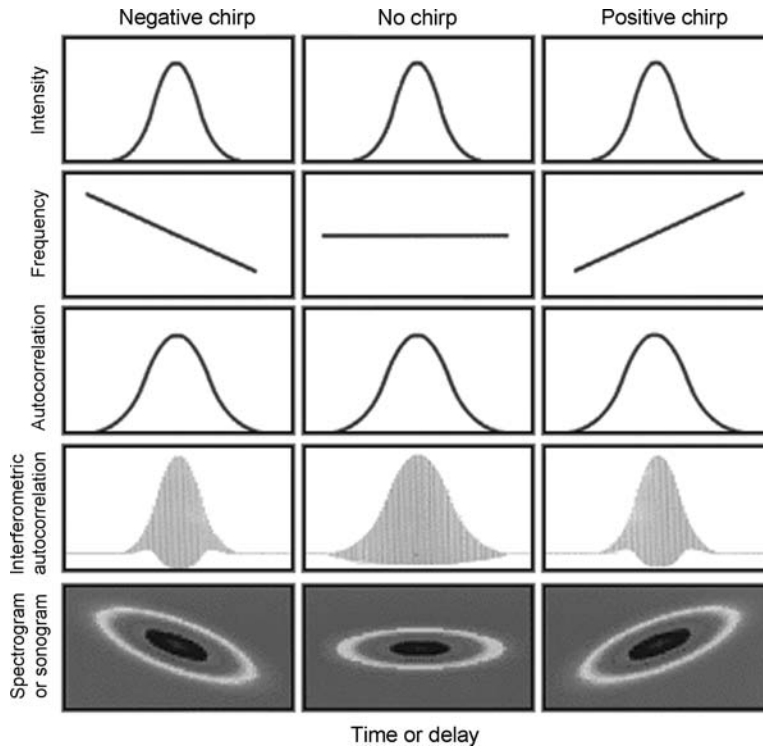 Negative chirp
No chirp
Positive chirp
Intensity
Frequency
Autocorrelation
Interferometric
autocorrelation
Spectrogram
or sonogram
Time or delay